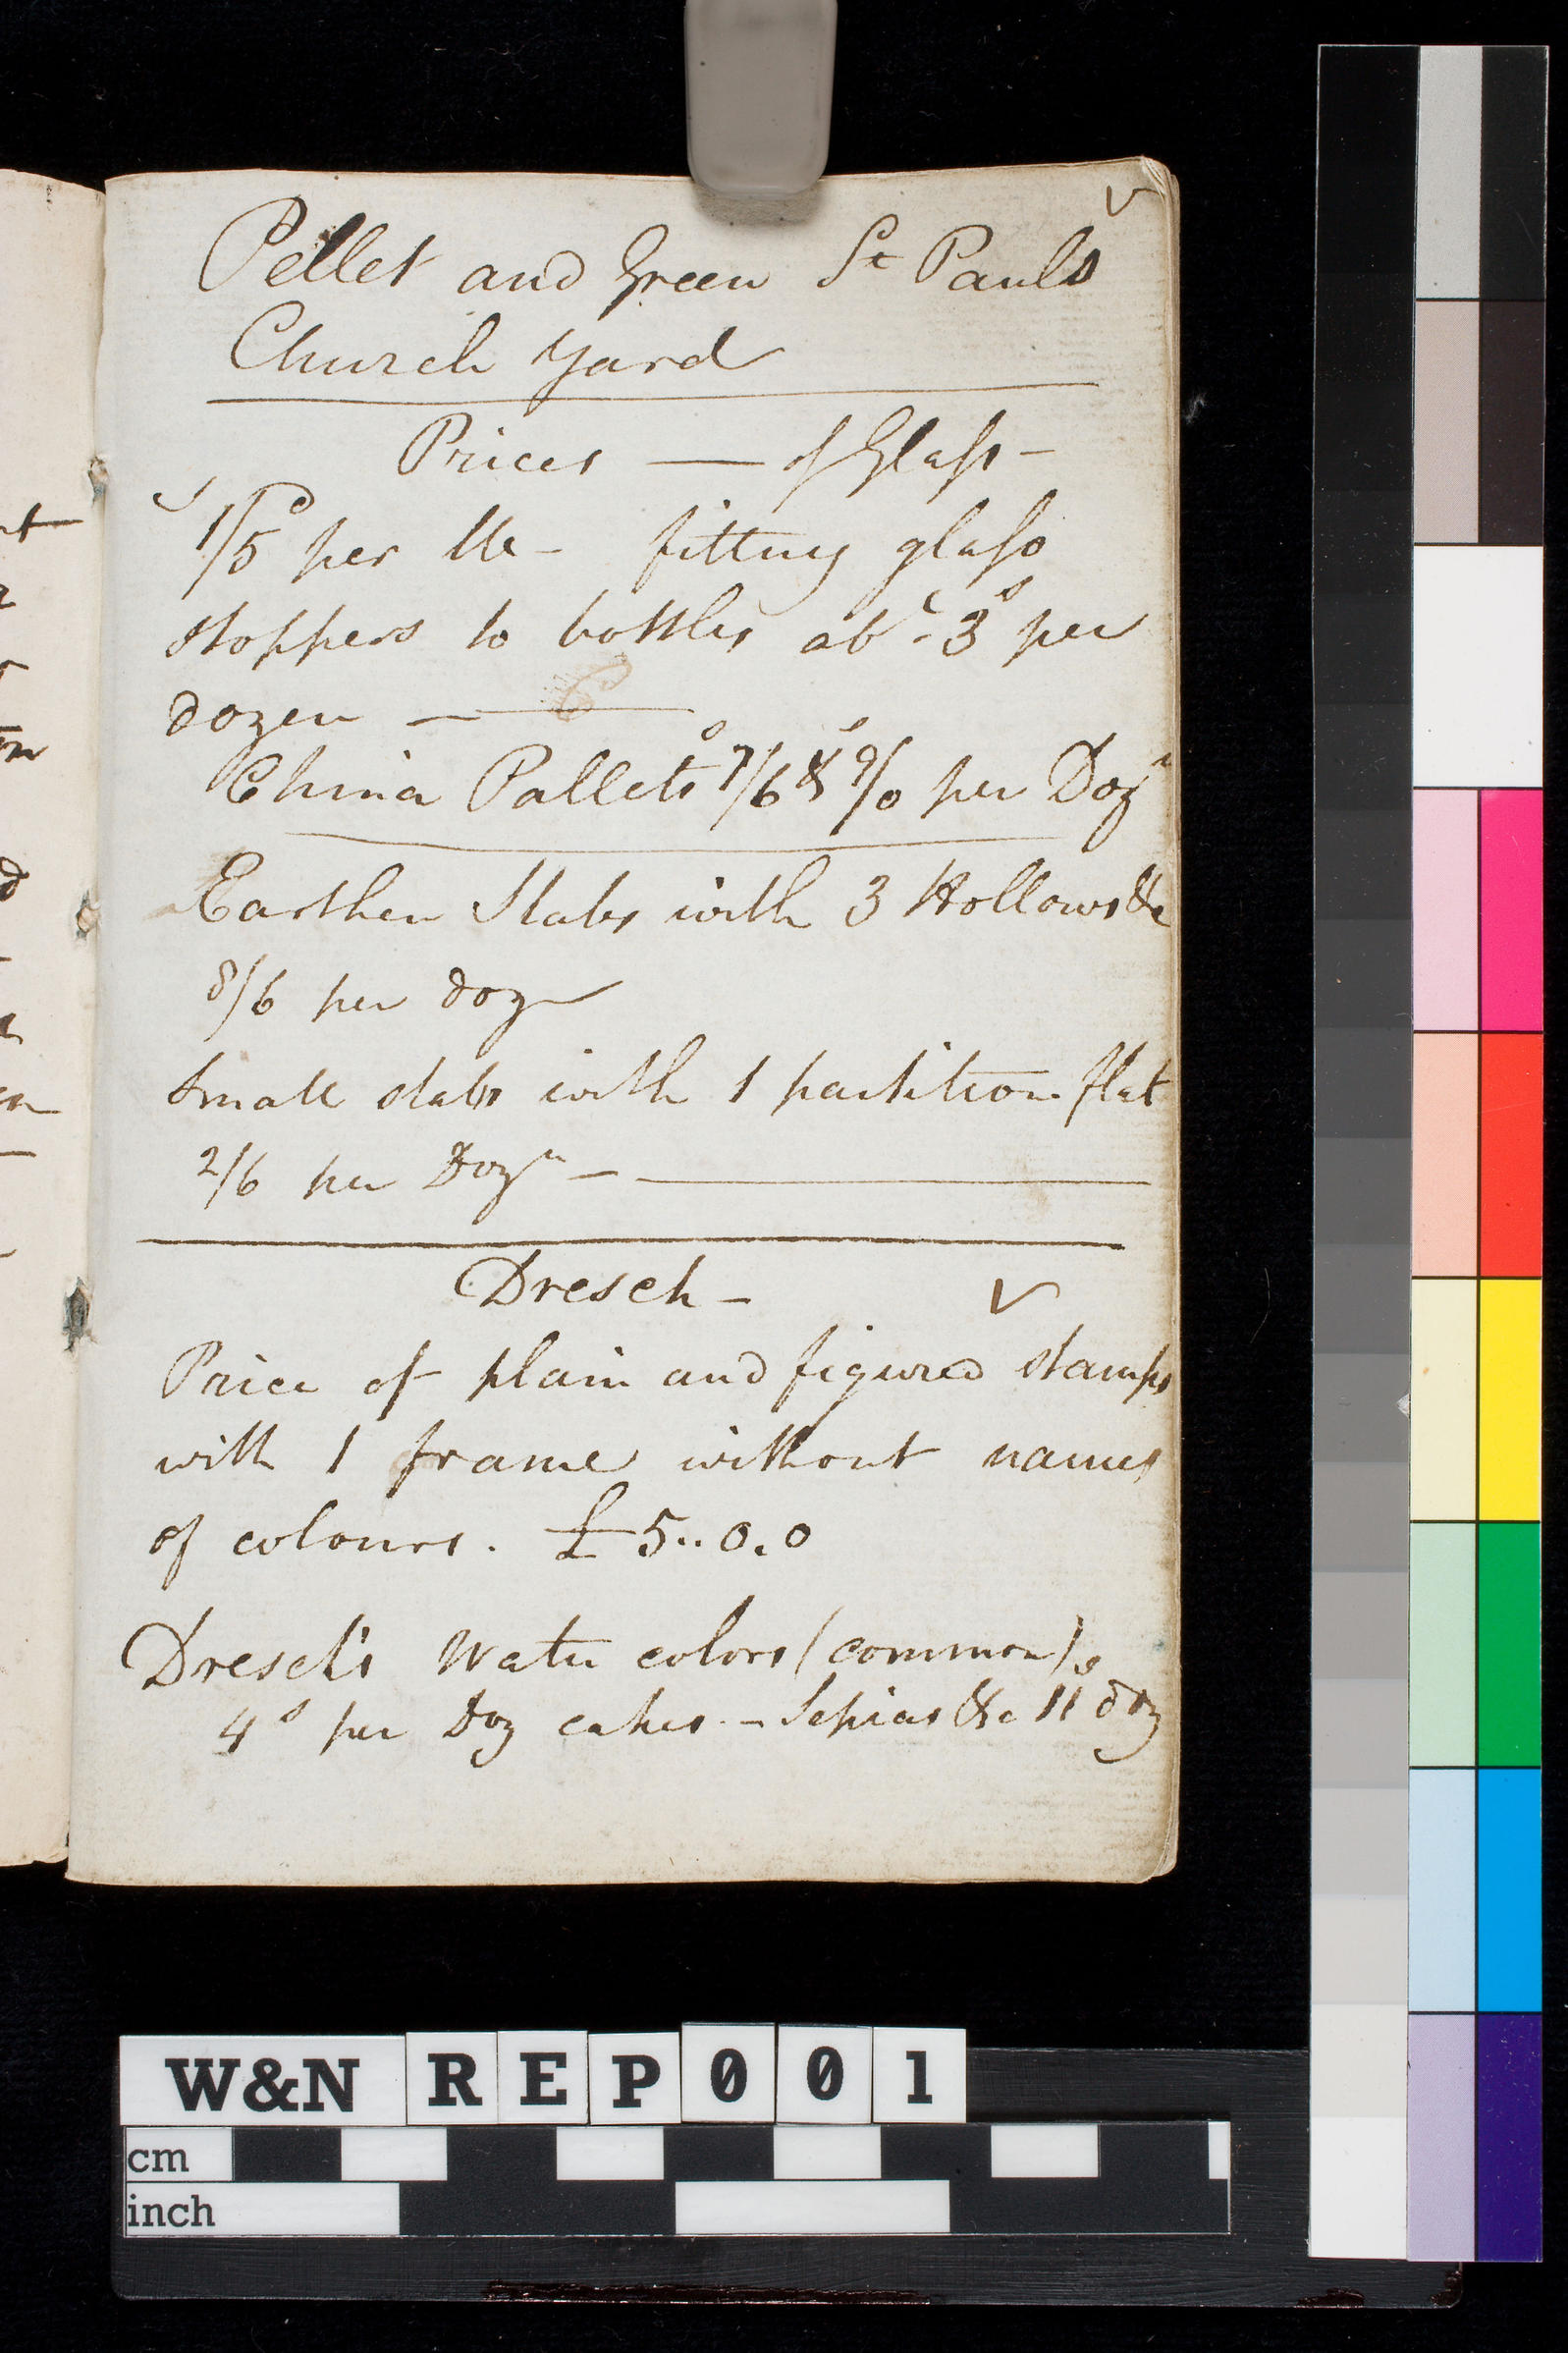 Pellet and Green St Pauls
Church Yard
Prices — of Glass –
1/5 per lb – fitting glass
stoppers to bottles abt 3s per
dozen —
China Pallets 7/6 & 9/0 per Dozn
Earthen Slabs with 3 Hollows &c
8/6 per doz
Small slabs with 1 partition flat
2/6 per Dozn –
Dresch –
Price of plain and figured stamps
with 1 frame without names
of colours. £5..0.0
Dresch's Water colors (common)
4s per Doz cakes. – Sepias &c 11s doz
W&N REP001
cm
inch